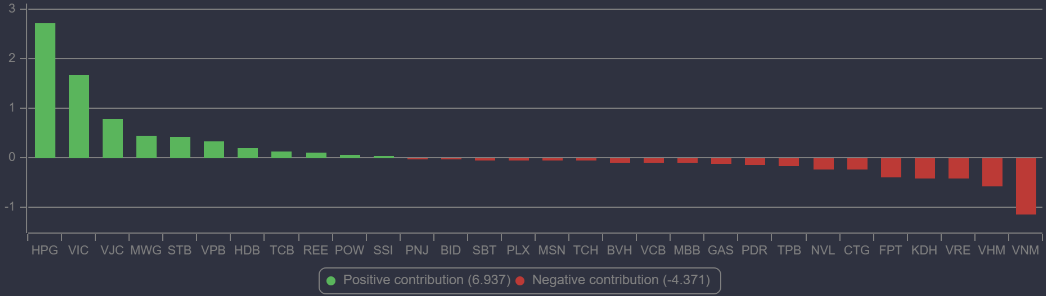 3
2
1
0
-1
HPG VIC VJC MWG STB VPB HDB TCB REE POW SSI PNJ BID SBT PLX MSN TCH BVH VCB MBB GAS PDR TPB NVL CTG FPT KDH VRE VHM VNM
Positive contribution (6.937) Negative contribution (-4.371)